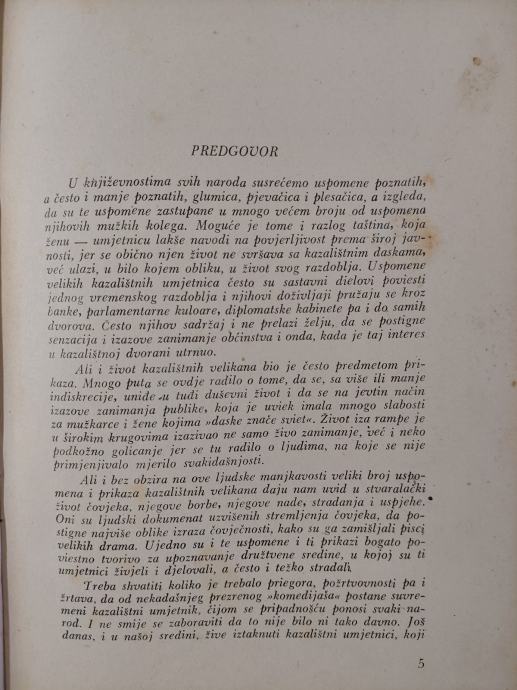 PREDGOVOR
U književnostima svih naroda susrećemo uspomene poznatih,
a često i manje poznatih, glumica, pjevačica i plesačica, a izgleda,
da su te uspomene zastupane u mnogo većem broju od uspomena
njihovih mužkih kolega. Moguće je tome i razlog taština, koja
ženu — umjetnicu lakše navodi na povjerljivost prema široj jav-
nosti, jer se obično njen život ne svršava sa kazalištnim daskama,
već ulazi, u bilo kojem obliku, u život svog razdoblja. Uspomene
velikih kazalištnih umjetnica često su sastavni dielovi poviesti
jednog vremenskog razdoblja i njihovi doživljaji pružaju se kroz
banke, parlamentarne kuloare, diplomatske kabinete pa i do samih
dvorova. Često njihov sadržaj i ne prelazi želju, da se postigne
senzacija i izazove zanimanje občinstva i onda, kada je taj interes
u kazalištnoj dvorani utrnuo.
Ali i život kazalištnih velikana bio je često predmetom pri-
kaza. Mnogo puta se ovdje radilo o tome, da se, sa više ili manje
indiskrecije, unide u tudi duševni život i da se na jevtin način
izazove zanimanja publike, koja je uviek imala mnogo slabosti
za mužkarce i žene kojima »daske znače sviet«. Život iza rampe je
u širokim krugovima izazivao ne samo živo zanimanje, već i neko
podkožno golicanje jer se tu radilo o ljudima, na koje se nije
primjenjivalo mjerilo svakidašnjosti.
Ali i bez obzira na ove ljudske manjkavosti veliki broj uspo-
mena i prikaza kazalištnih velikana daju nam uvid u stvaralački
život čovjeka, njegove borbe, njegove nade, stradanja i uspjehe.
Oni su ljudski dokumenat uzvišenih stremljenja čovjeka, da po-
stigne najviše oblike izraza čovječnosti, kako su ga zamišljali pisci
velikih drama. Ujedno su i te uspomene i ti prikazi bogato po-
viestno tvorivo za upoznavanje družtvene sredine, u kojoj su ti
umjetnici živjeli i djelovali, a često i težko stradali.
Treba shvatiti koliko je trebalo priegora, požrtvovnosti pa i
žrtava, da od nekadašnjeg prezrenog »komedijaša« postane suvre-
meni kazalištni umjetnik, čijom se pripadnošću ponosi svaki na-
rod. I ne smije se zaboraviti da to nije bilo ni tako davno. Još
danas, i u našoj sredini, žive iztaknuti kazalištni umjetnici, koji
5